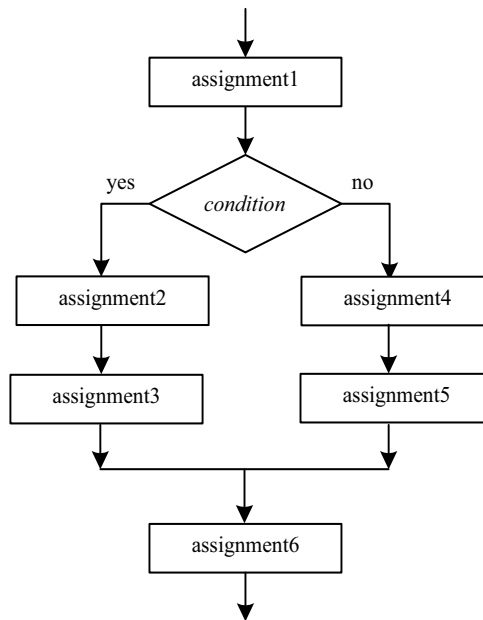 assignment1
yes
no
condition
assignment2
assignment4
assignment3
assignment5
assignment6